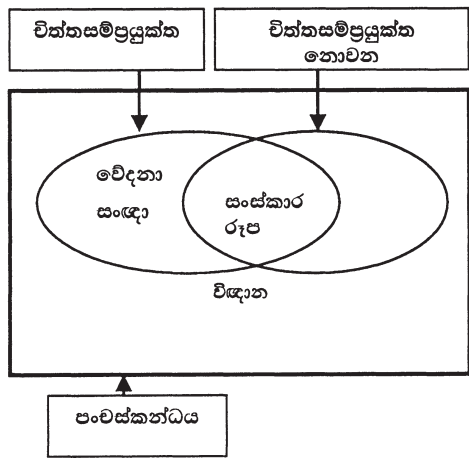 චිත්තසම්ප්‍රයුක්ත
චිත්තසම්ප්‍රයුක්ත
නොවන
වේදනා
සංඥා
සංස්කාර
රූප
විඥාන
පංචස්කන්ධය